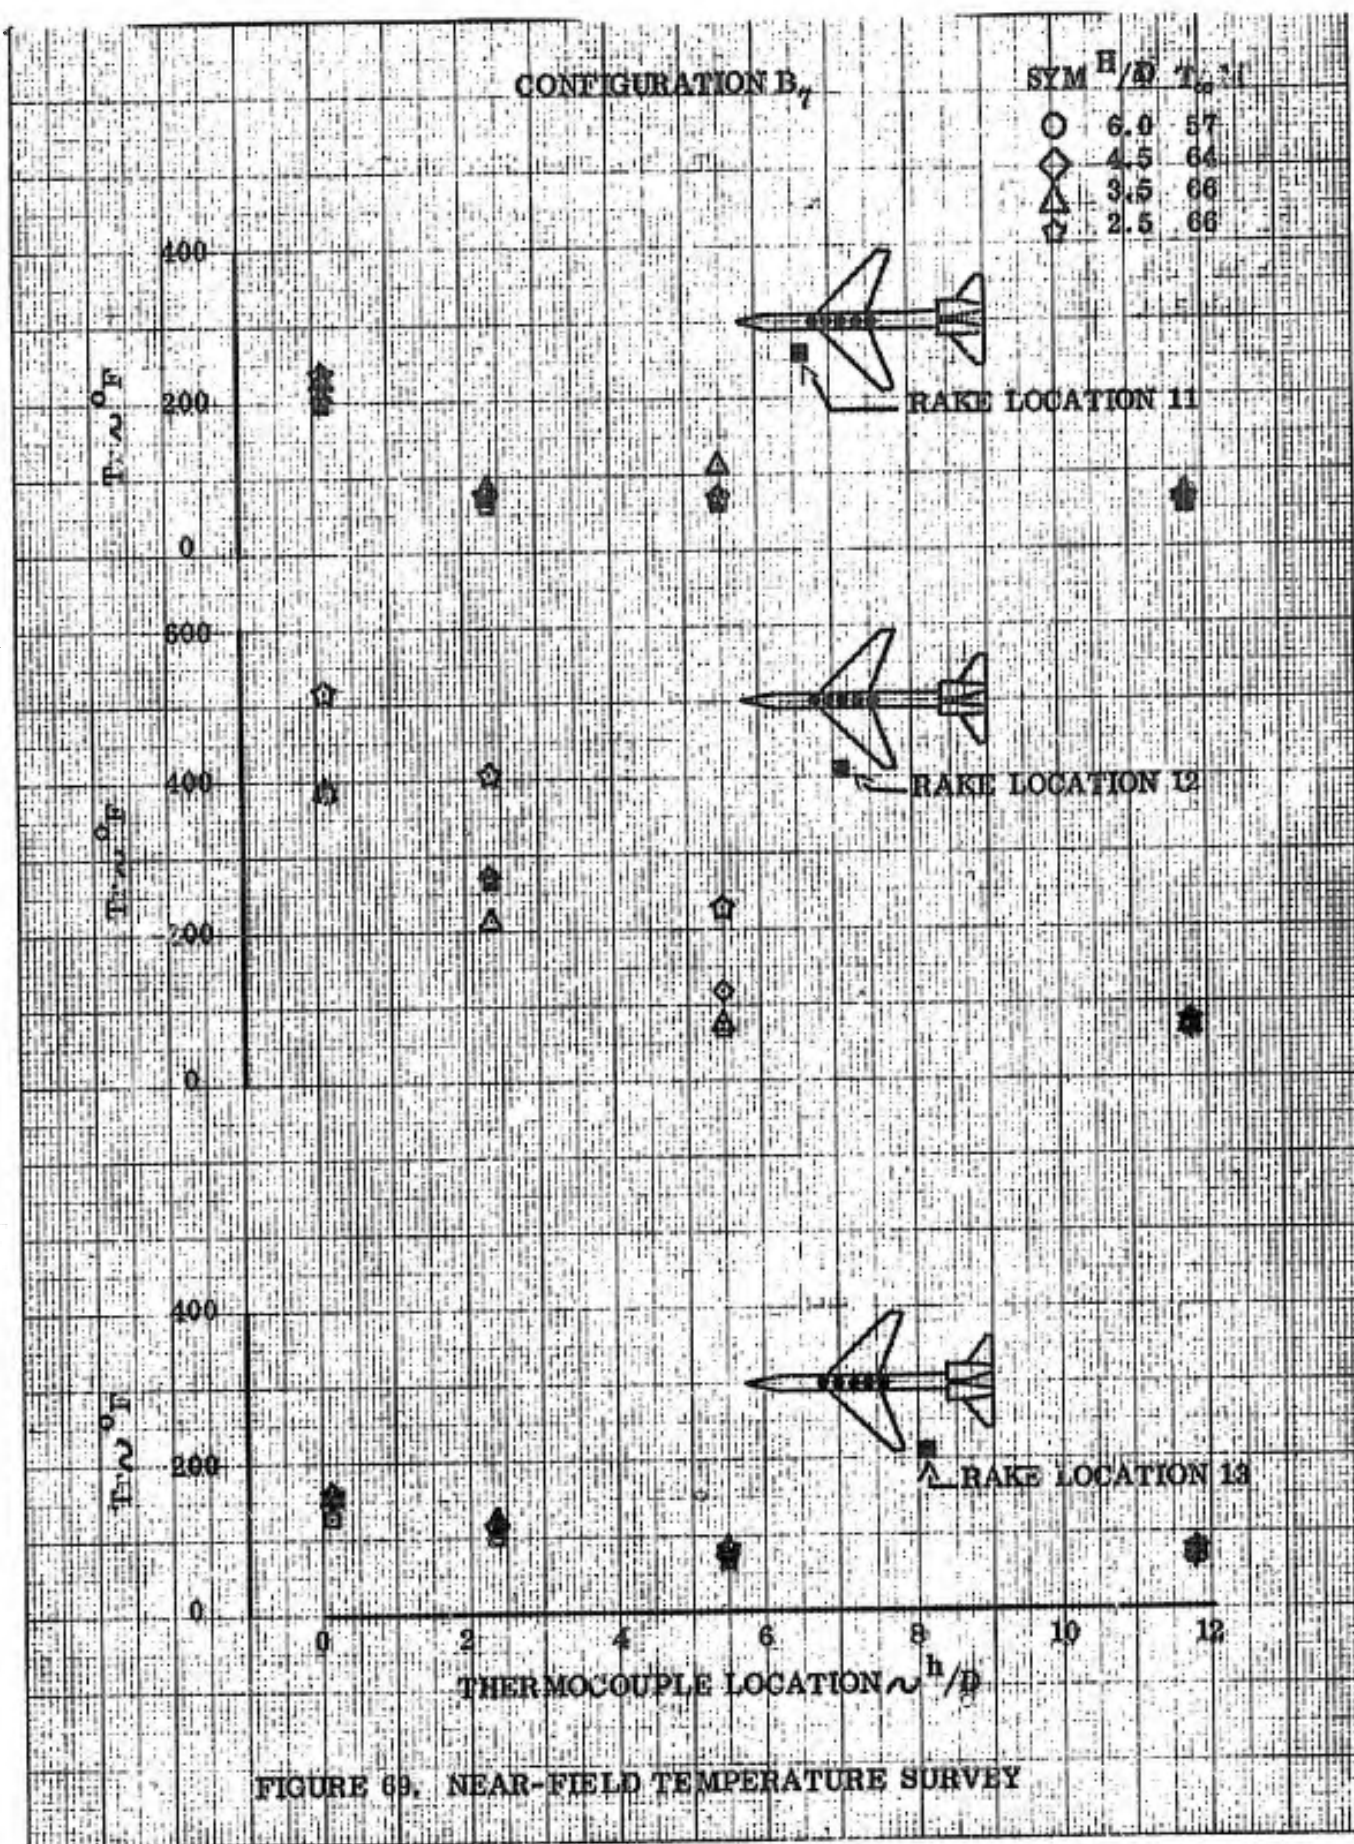 CONFIGURATION B7
SYM H/D T∞
6.0 57
4.5 64
3.5 66
2.5 66
400
200
0
T ~ °F
RAKE LOCATION 11
600
400
200
0
T ~ °F
RAKE LOCATION 12
400
200
0
T ~ °F
RAKE LOCATION 13
0 2 4 6 8 10 12
THERMOCOUPLE LOCATION ~ h/D
FIGURE 69. NEAR-FIELD TEMPERATURE SURVEY